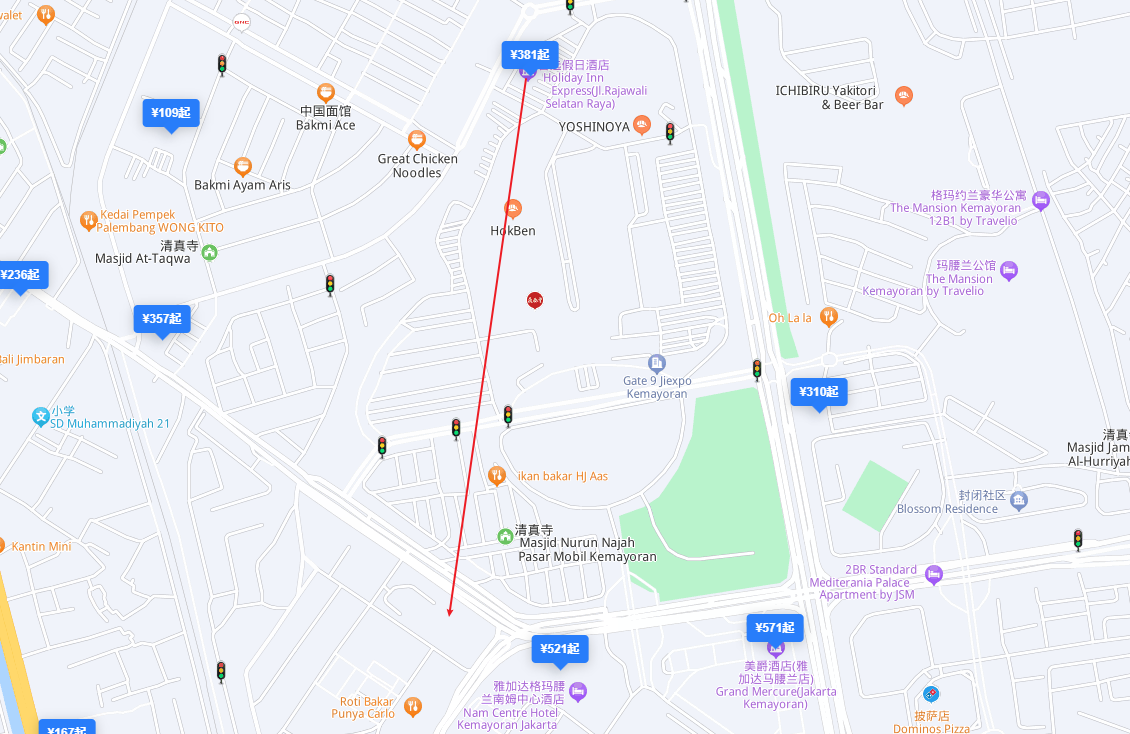 valet
GNC
¥381起
假日酒店
Holiday Inn
Express(Jl.Rajawali
Selatan Raya)
¥109起
中国面馆
Bakmi Ace
ICHIBIRU Yakitori
& Beer Bar
YOSHINOYA
Great Chicken
Noodles
Bakmi Ayam Aris
格玛约兰豪华公寓
The Mansion Kemayoran
12B1 by Travelio
Kedai Pempek
Palembang WONG KITO
HokBen
清真寺
Masjid At-Taqwa
¥236起
玛腰兰公馆
The Mansion
Kemayoran by Travelio
¥357起
Oh La la
Bali Jimbaran
Gate 9 Jiexpo
Kemayoran
¥310起
小学
SD Muhammadiyah 21
清真
Masjid Jam
Al-Hurriyah
ikan bakar HJ Aas
封闭社区
Blossom Residence
清真寺
Masjid Nurun Najah
Pasar Mobil Kemayoran
Kantin Mini
2BR Standard
Mediterania Palace
Apartment by JSM
¥571起
¥521起
美爵酒店(雅
加达马腰兰店)
Grand Mercure(Jakarta
Kemayoran)
雅加达格玛腰
兰南姆中心酒店
Nam Centre Hotel
Kemayoran Jakarta
Roti Bakar
Punya Carlo
披萨店
Dominos Pizza
¥167起